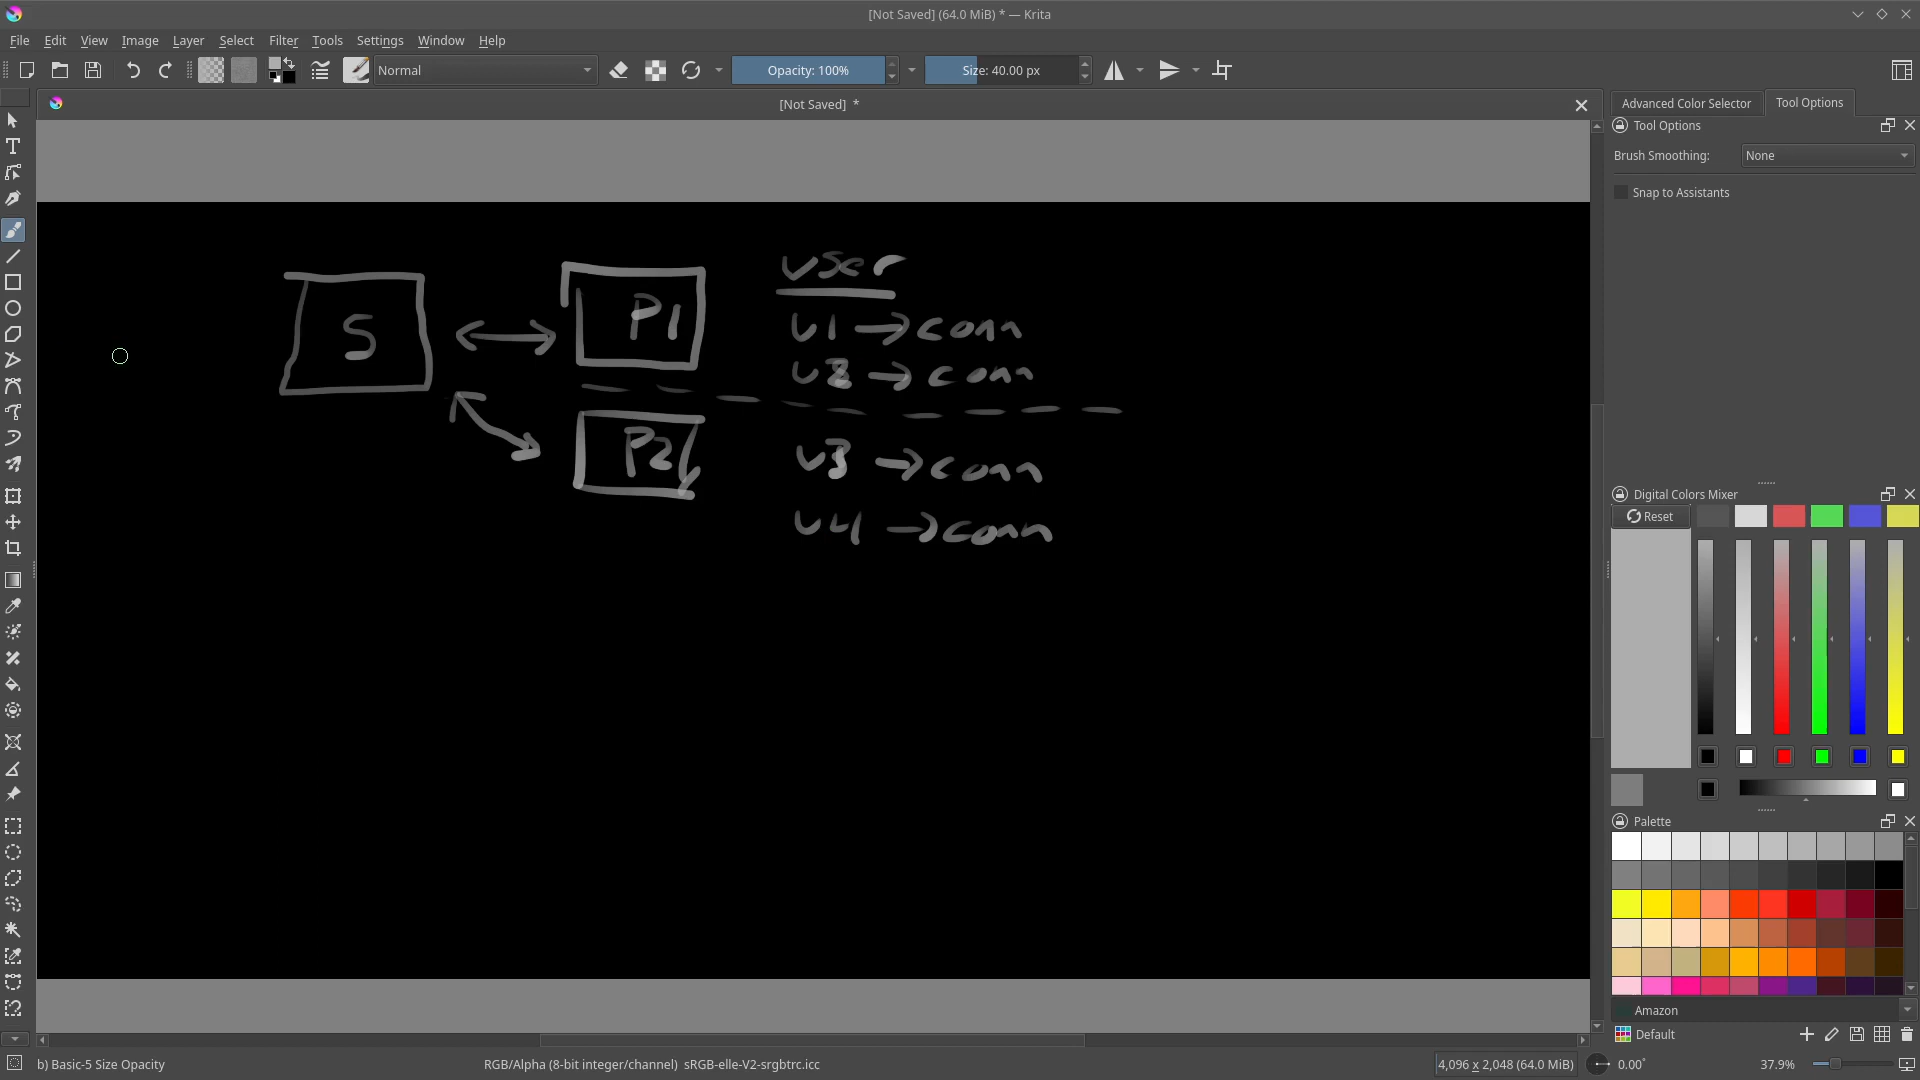 [Not Saved] (64.0 MiB) * — Krita
File Edit View Image Layer Select Filter Tools Settings Window Help
Normal Opacity: 100% Size: 40.00 px
[Not Saved] *
Advanced Color Selector Tool Options
Tool Options
Brush Smoothing: None
Snap to Assistants
user
S P1 u1 → conn
u2 → conn
P2 u3 → conn
u4 → conn
Digital Colors Mixer
Reset
Palette
Amazon
Default
b) Basic-5 Size Opacity RGB/Alpha (8-bit integer/channel) sRGB-elle-V2-srgbtrc.icc 4,096 x 2,048 (64.0 MiB) 0.00° 37.9%